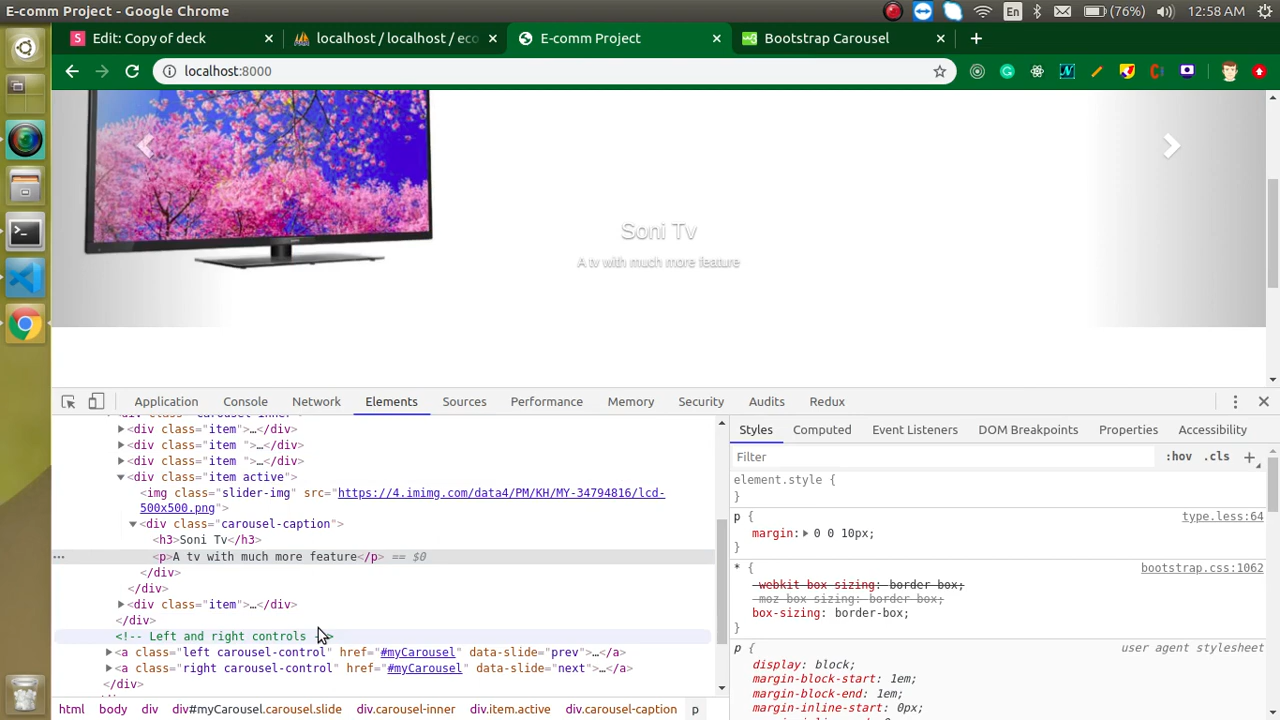 E-comm Project - Google Chrome
En (76%) 12:58 AM
Edit: Copy of deck × localhost / localhost / eco × E-comm Project × Bootstrap Carousel × +
localhost:8000
Soni Tv
A tv with much more feature
Application Console Network Elements Sources Performance Memory Security Audits Redux
<div class="item">…</div>
<div class="item ">…</div>
<div class="item ">…</div>
<div class="item active">
<img class="slider-img" src="https://4.imimg.com/data4/PM/KH/MY-34794816/lcd-
500x500.png">
<div class="carousel-caption">
<h3>Soni Tv</h3>
<p>A tv with much more feature</p> == $0
</div>
</div>
<div class="item">…</div>
</div>
<!-- Left and right controls -->
<a class="left carousel-control" href="#myCarousel" data-slide="prev">…</a>
<a class="right carousel-control" href="#myCarousel" data-slide="next">…</a>
</div>
html body div div#myCarousel.carousel.slide div.carousel-inner div.item.active div.carousel-caption p
Styles Computed Event Listeners DOM Breakpoints Properties Accessibility
Filter :hov .cls +
element.style {
}
p { type.less:64
margin: 0 0 10px;
}
* { bootstrap.css:1062
-webkit-box-sizing: border-box;
-moz-box-sizing: border-box;
box-sizing: border-box;
}
p { user agent stylesheet
display: block;
margin-block-start: 1em;
margin-block-end: 1em;
margin-inline-start: 0px;